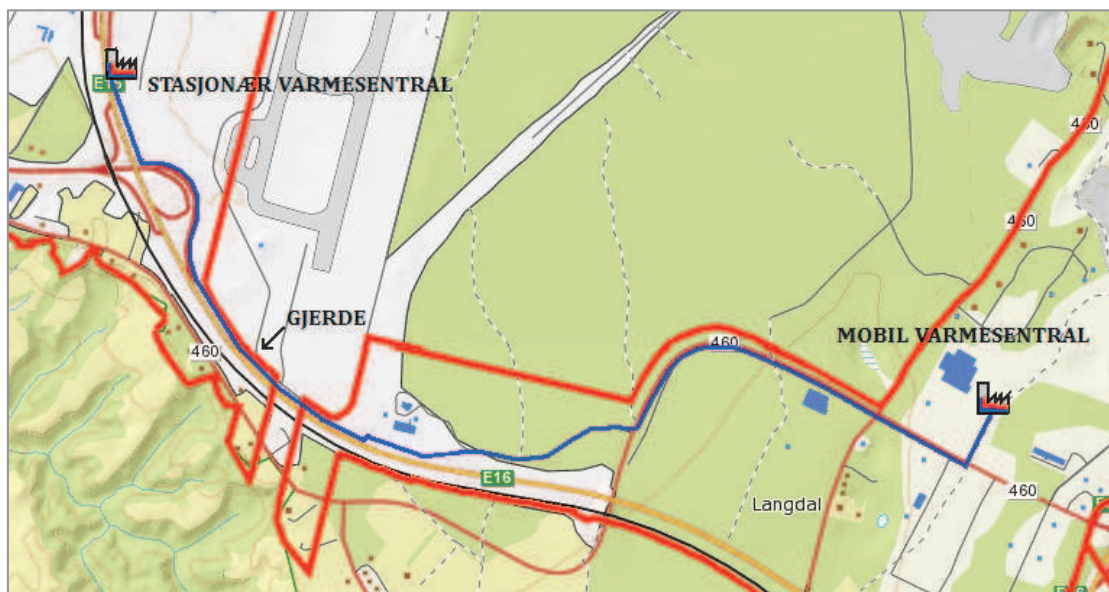 E16
STASJONÆR VARMESENTRAL
460
460
GJERDE
460
460
MOBIL VARMESENTRAL
E16
460
Langdal